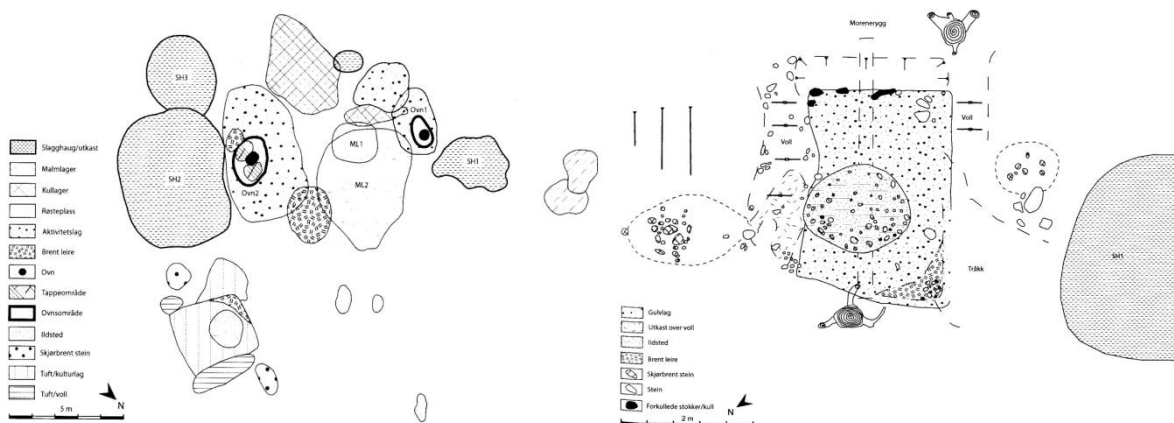 SH3
SH2
Ovn2
Ovn1
ML1
ML2
SH1
Slagghaug/utkast
Malmlager
Kullager
Røsteplass
Aktivitetslag
Brent leire
Ovn
Tappeområde
Ovnsområde
Ildsted
Skjørbrent stein
Tuft/kulturlag
Tuft/voll
5 m
N
Morenerygg
Voll
Voll
Tråkk
SH1
Gulvlag
Utkast over voll
Ildsted
Brent leire
Skjørbrent stein
Stein
Forkullede stokker/kull
2 m
N